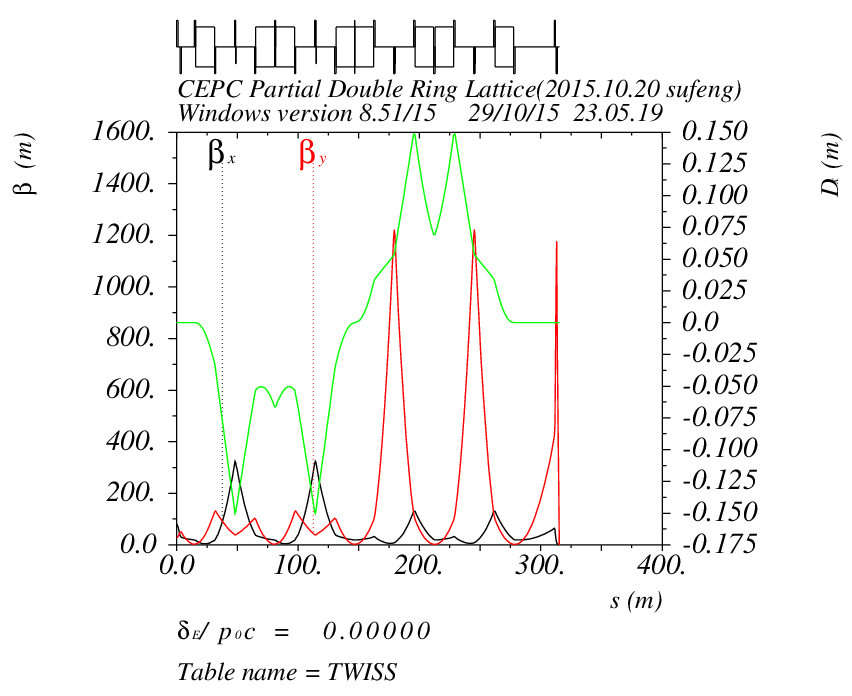 CEPC Partial Double Ring Lattice(2015.10.20 sufeng)
Windows version 8.51/15 29/10/15 23.05.19
β (m)
1600.
1400.
1200.
1000.
800.
600.
400.
200.
0.0
βx
βy
0.150
0.125
0.100
0.075
0.050
0.025
0.0
-0.025
-0.050
-0.075
-0.100
-0.125
-0.150
-0.175
D (m)
0.0 100. 200. 300. 400.
s (m)
δE/ p0c = 0.00000
Table name = TWISS